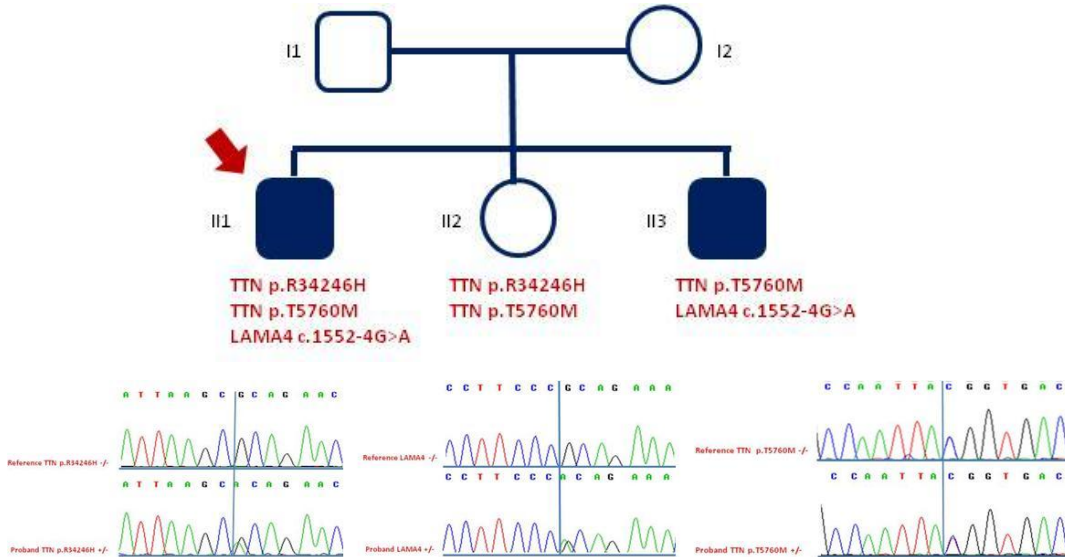 I1
I2
II1
II2
II3
TTN p.R34246H
TTN p.T5760M
LAMA4 c.1552-4G>A
TTN p.R34246H
TTN p.T5760M
TTN p.T5760M
LAMA4 c.1552-4G>A
A T T A A G C G C A G A A C
Reference TTN p.R34246H -/-
A T T A A G C A C A G A A C
Proband TTN p.R34246H +/-
C C T T C C C G C A G A A A
Reference LAMA4 -/-
C C T T C C C A C A G A A A
Proband LAMA4 +/-
C C A A T T A C G G T G A C
Reference TTN p.T5760M -/-
C C A A T T A C G G T G A C
Proband TTN p.T5760M +/-